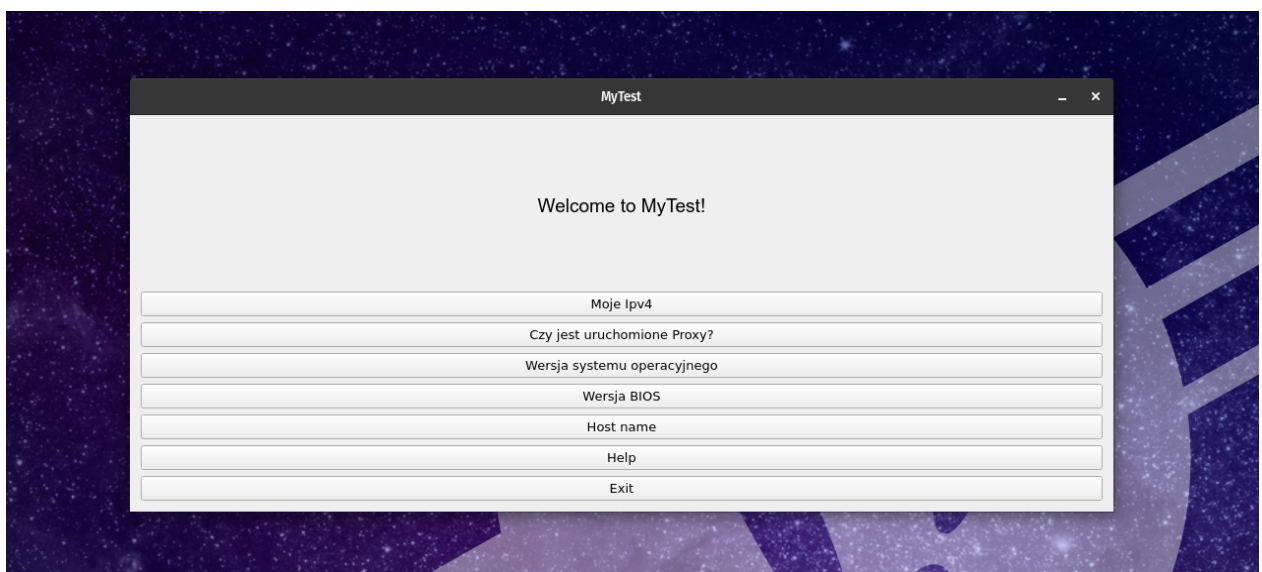 MyTest
Welcome to MyTest!
Moje Ipv4
Czy jest uruchomione Proxy?
Wersja systemu operacyjnego
Wersja BIOS
Host name
Help
Exit